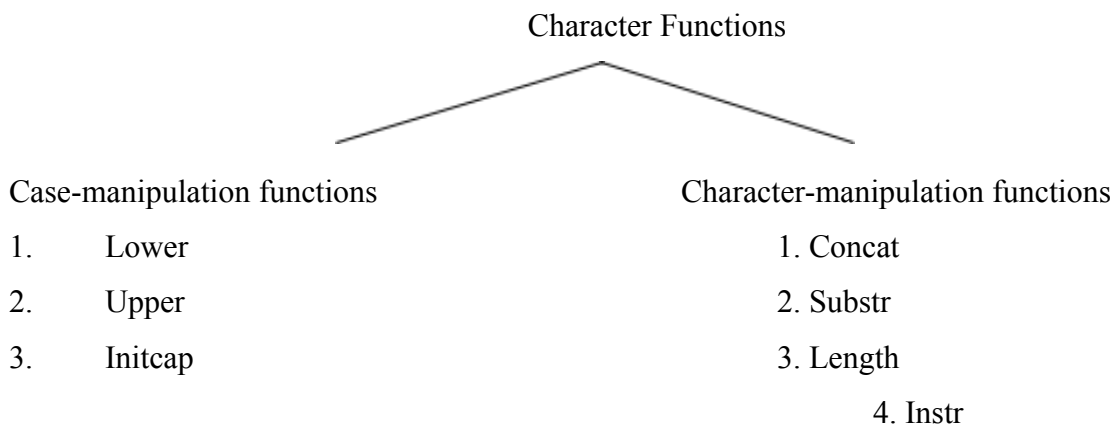 Character Functions
Case-manipulation functions
1. Lower
2. Upper
3. Initcap
Character-manipulation functions
1. Concat
2. Substr
3. Length
4. Instr